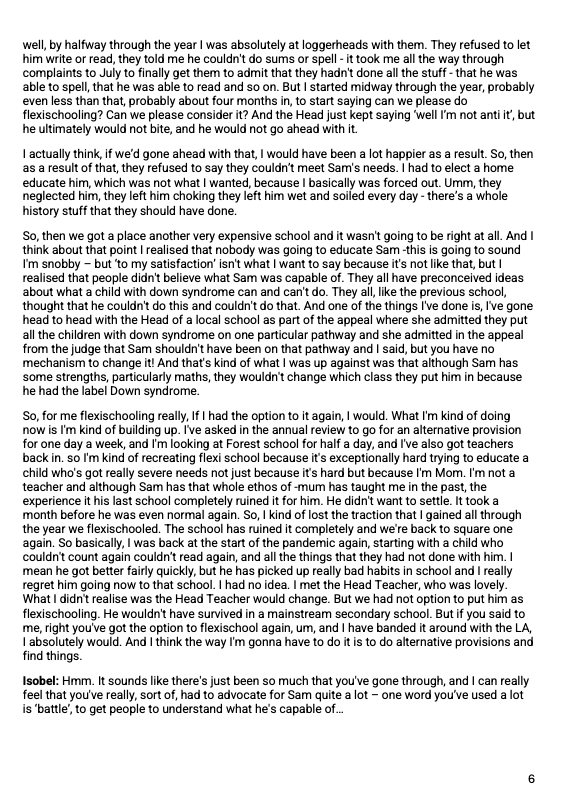 well, by halfway through the year I was absolutely at loggerheads with them. They refused to let
him write or read, they told me he couldn't do sums or spell - it took me all the way through
complaints to July to finally get them to admit that they hadn't done all the stuff - that he was
able to spell, that he was able to read and so on. But I started midway through the year, probably
even less than that, probably about four months in, to start saying can we please do
flexischooling? Can we please consider it? And the Head just kept saying ‘well I’m not anti it’, but
he ultimately would not bite, and he would not go ahead with it.
I actually think, if we’d gone ahead with that, I would have been a lot happier as a result. So, then
as a result of that, they refused to say they couldn’t meet Sam's needs. I had to elect a home
educate him, which was not what I wanted, because I basically was forced out. Umm, they
neglected him, they left him choking they left him wet and soiled every day - there’s a whole
history stuff that they should have done.
So, then we got a place another very expensive school and it wasn't going to be right at all. And I
think about that point I realised that nobody was going to educate Sam -this is going to sound
I'm snobby – but ‘to my satisfaction’ isn't what I want to say because it's not like that, but I
realised that people didn't believe what Sam was capable of. They all have preconceived ideas
about what a child with down syndrome can and can't do. They all, like the previous school,
thought that he couldn't do this and couldn't do that. And one of the things I've done is, I've gone
head to head with the Head of a local school as part of the appeal where she admitted they put
all the children with down syndrome on one particular pathway and she admitted in the appeal
from the judge that Sam shouldn't have been on that pathway and I said, but you have no
mechanism to change it! And that's kind of what I was up against was that although Sam has
some strengths, particularly maths, they wouldn't change which class they put him in because
he had the label Down syndrome.
So, for me flexischooling really, If I had the option to it again, I would. What I'm kind of doing
now is I'm kind of building up. I've asked in the annual review to go for an alternative provision
for one day a week, and I'm looking at Forest school for half a day, and I've also got teachers
back in. so I'm kind of recreating flexi school because it's exceptionally hard trying to educate a
child who's got really severe needs not just because it's hard but because I'm Mom. I'm not a
teacher and although Sam has that whole ethos of -mum has taught me in the past, the
experience it his last school completely ruined it for him. He didn't want to settle. It took a
month before he was even normal again. So, I kind of lost the traction that I gained all through
the year we flexischooled. The school has ruined it completely and we're back to square one
again. So basically, I was back at the start of the pandemic again, starting with a child who
couldn't count again couldn’t read again, and all the things that they had not done with him. I
mean he got better fairly quickly, but he has picked up really bad habits in school and I really
regret him going now to that school. I had no idea. I met the Head Teacher, who was lovely.
What I didn't realise was the Head Teacher would change. But we had not option to put him as
flexischooling. He wouldn't have survived in a mainstream secondary school. But if you said to
me, right you've got the option to flexischool again, um, and I have banded it around with the LA,
I absolutely would. And I think the way I'm gonna have to do it is to do alternative provisions and
find things.
Isobel: Hmm. It sounds like there's just been so much that you've gone through, and I can really
feel that you've really, sort of, had to advocate for Sam quite a lot – one word you’ve used a lot
is ‘battle’, to get people to understand what he's capable of…
6